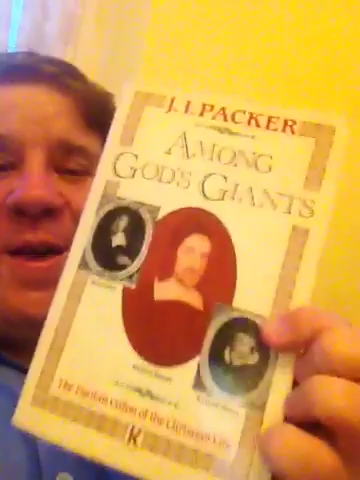 J. I. PACKER
AMONG
GOD'S GIANTS
The Puritan Vision of the Christian Life
K